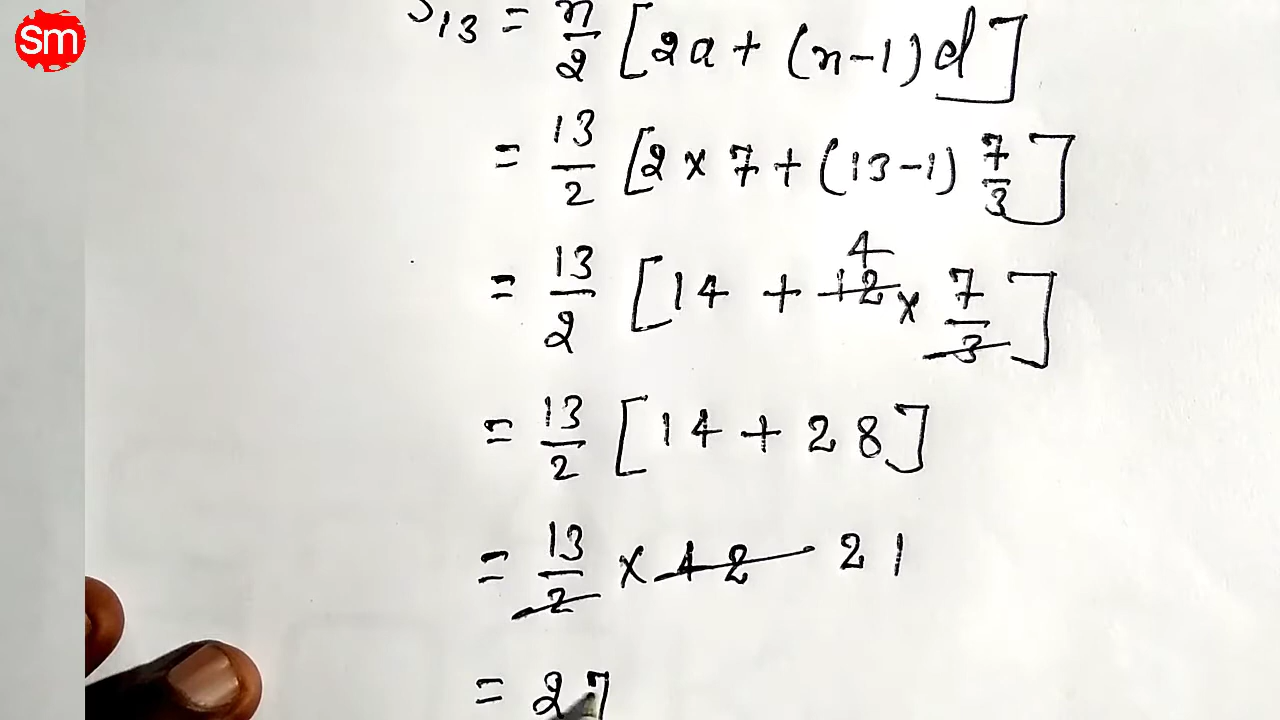 Sm
S₁₃ = n/2 [2a + (n-1)d]
= 13/2 [2 × 7 + (13-1) 7/3]
4
= 13/2 [14 + 12 × 7/3]
= 13/2 [14 + 28]
= 13/2 × 42 21
= 27